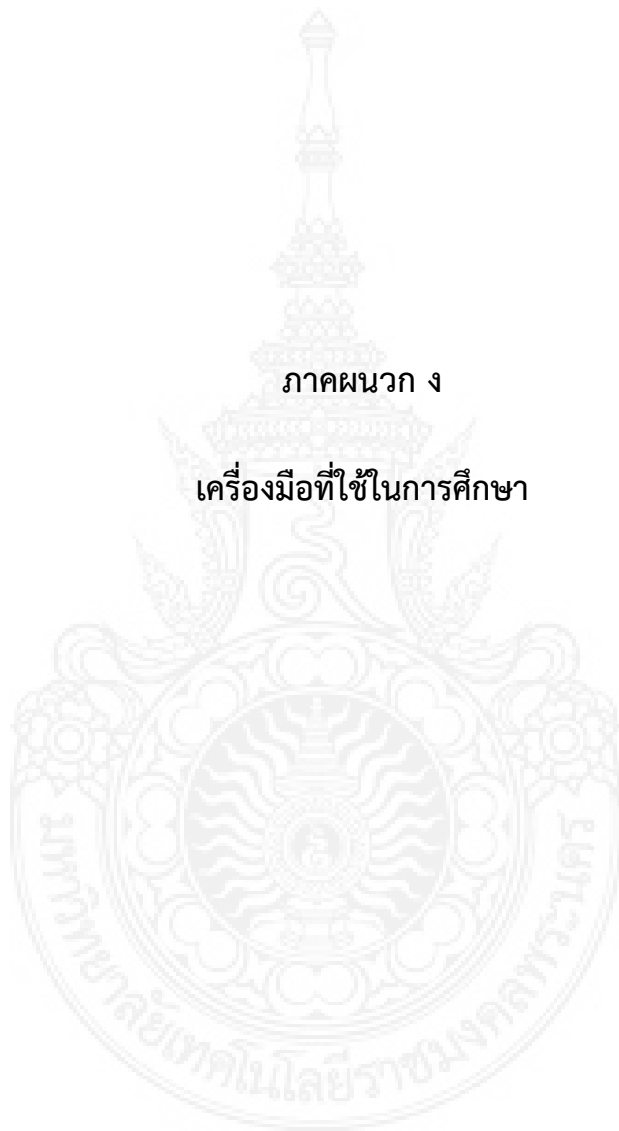 ภาคผนวก ง
เครื่องมือที่ใช้ในการศึกษา
มหาวิทยาลัยเทคโนโลยีราชมงคลพระนคร